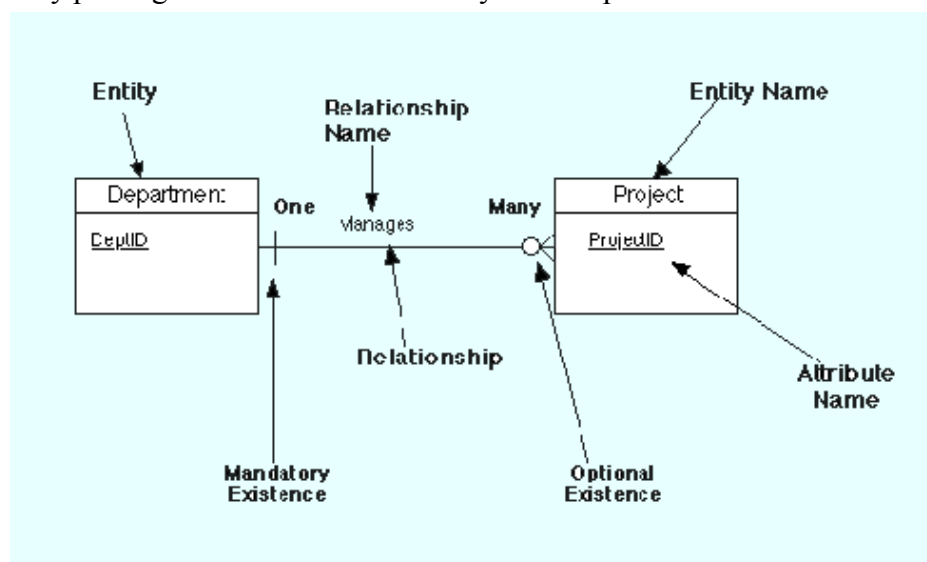 Entity
Entity Name
Relationship
Name
Department
One
Manages
Many
Project
DeptID
ProjectID
Relationship
Attribute
Name
Mandatory
Existence
Optional
Existence